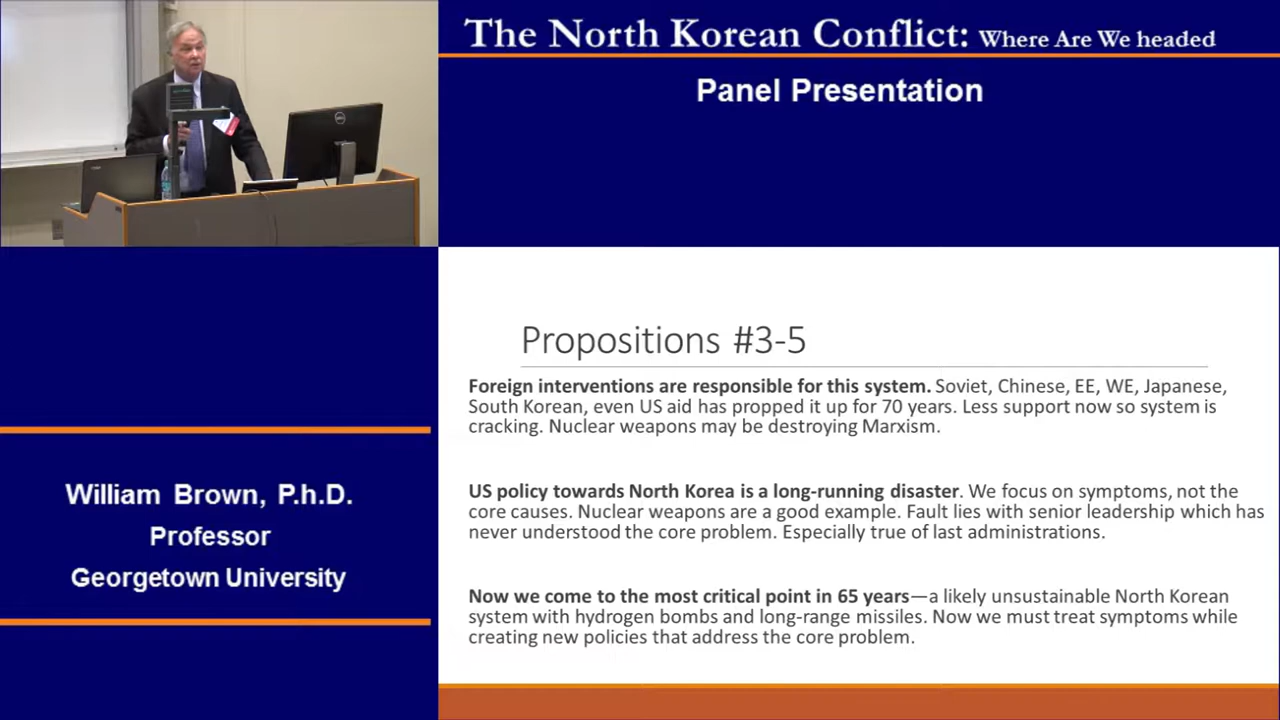 The North Korean Conflict: Where Are We headed
Panel Presentation
Propositions #3-5
Foreign interventions are responsible for this system. Soviet, Chinese, EE, WE, Japanese,
South Korean, even US aid has propped it up for 70 years. Less support now so system is
cracking. Nuclear weapons may be destroying Marxism.
US policy towards North Korea is a long-running disaster. We focus on symptoms, not the
core causes. Nuclear weapons are a good example. Fault lies with senior leadership which has
never understood the core problem. Especially true of last administrations.
Now we come to the most critical point in 65 years—a likely unsustainable North Korean
system with hydrogen bombs and long-range missiles. Now we must treat symptoms while
creating new policies that address the core problem.
William Brown, P.h.D.
Professor
Georgetown University